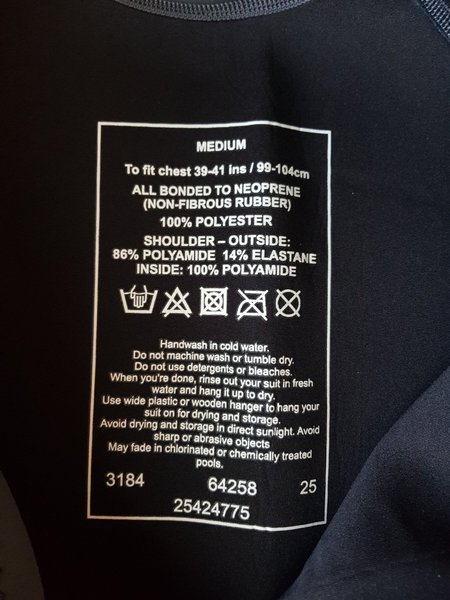 MEDIUM
To fit chest 39-41 ins / 99-104cm
ALL BONDED TO NEOPRENE
(NON-FIBROUS RUBBER)
100% POLYESTER
SHOULDER – OUTSIDE:
86% POLYAMIDE 14% ELASTANE
INSIDE: 100% POLYAMIDE
Handwash in cold water.
Do not machine wash or tumble dry.
Do not use detergents or bleaches.
When you're done, rinse out your suit in fresh
water and hang it up to dry.
Use wide plastic or wooden hanger to hang your
suit on for drying and storage.
Avoid drying and storage in direct sunlight. Avoid
sharp or abrasive objects
May fade in chlorinated or chemically treated
pools.
3184 64258 25
25424775